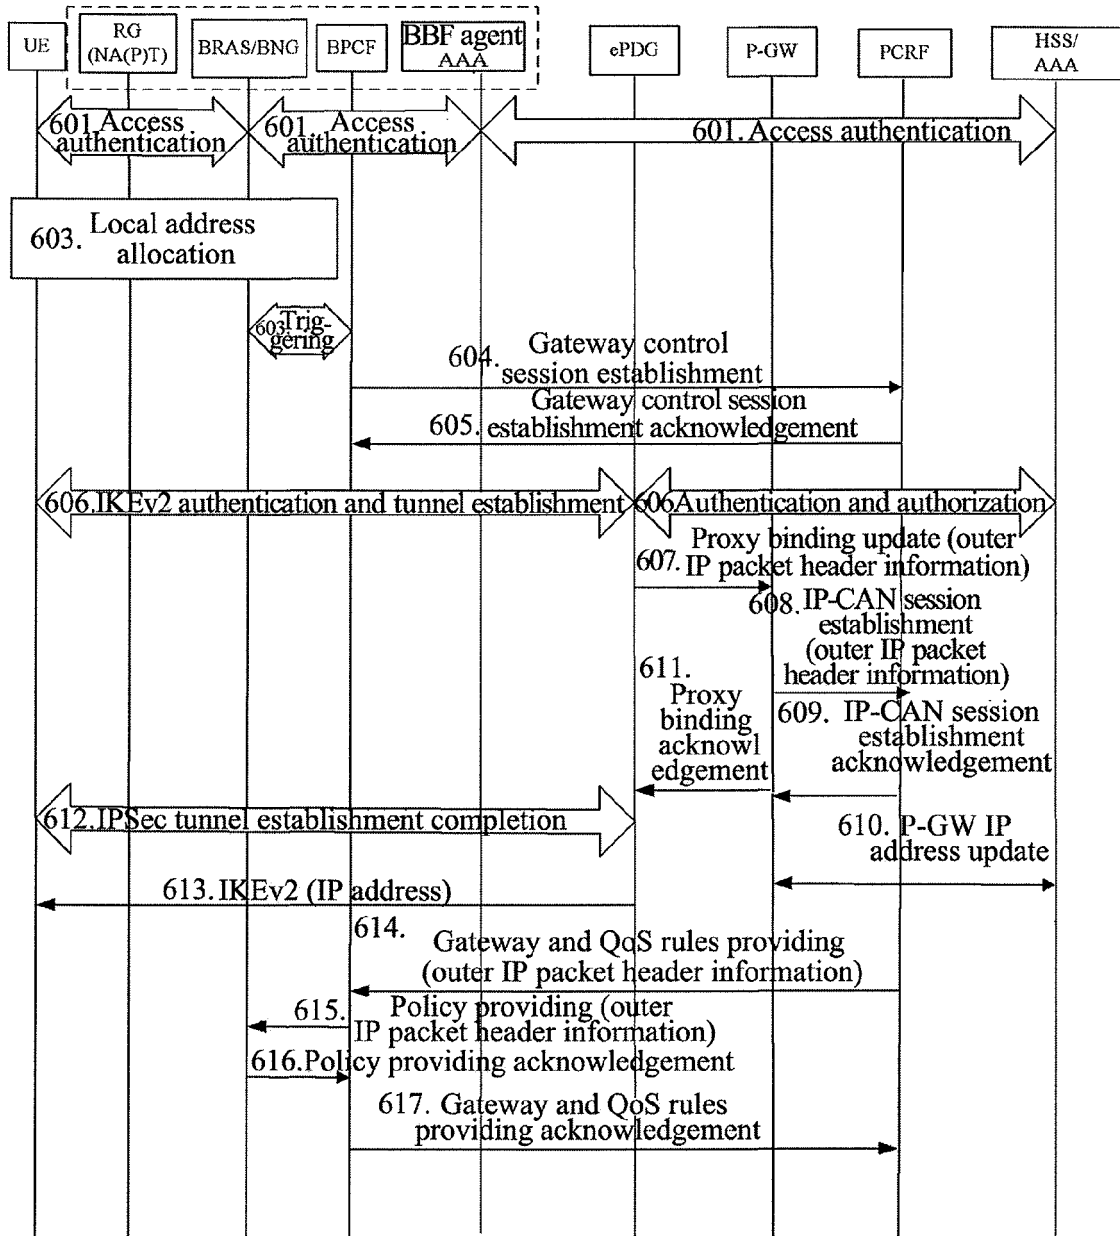 UE
RG
(NA(P)T)
BRAS/BNG
BPCF
BBF agent
AAA
ePDG
P-GW
PCRF
HSS/
AAA
601. Access
authentication
601. Access
authentication
601. Access authentication
603. Local address
allocation
603. Trig-
gering
604. Gateway control
session establishment
605. Gateway control session
establishment acknowledgement
606. IKEv2 authentication and tunnel establishment
606 Authentication and authorization
607. Proxy binding update (outer
IP packet header information)
608. IP-CAN session
establishment
(outer IP packet
header information)
611.
Proxy
binding
acknowl
edgement
609. IP-CAN session
establishment
acknowledgement
612. IPSec tunnel establishment completion
610. P-GW IP
address update
613. IKEv2 (IP address)
614.
Gateway and QoS rules providing
(outer IP packet header information)
615. Policy providing (outer
IP packet header information)
616. Policy providing acknowledgement
617. Gateway and QoS rules
providing acknowledgement